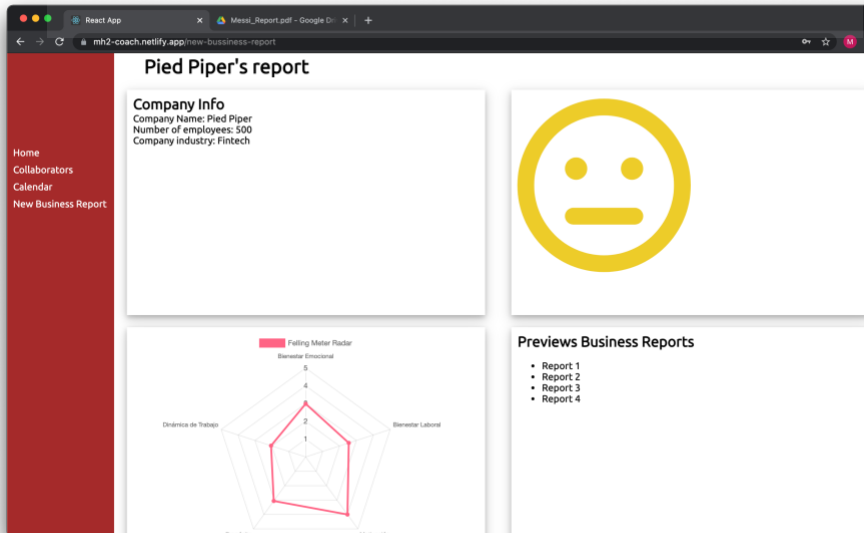 React App
Messi_Report.pdf - Google Dr
mh2-coach.netlify.app/new-bussiness-report
M
Pied Piper's report
Home
Collaborators
Calendar
New Business Report
Company Info
Company Name: Pied Piper
Number of employees: 500
Company industry: Fintech
Felling Meter Radar
Bienestar Emocional
5
4
3
2
1
Dinámica de Trabajo
Bienestar Laboral
Previews Business Reports
Report 1
Report 2
Report 3
Report 4